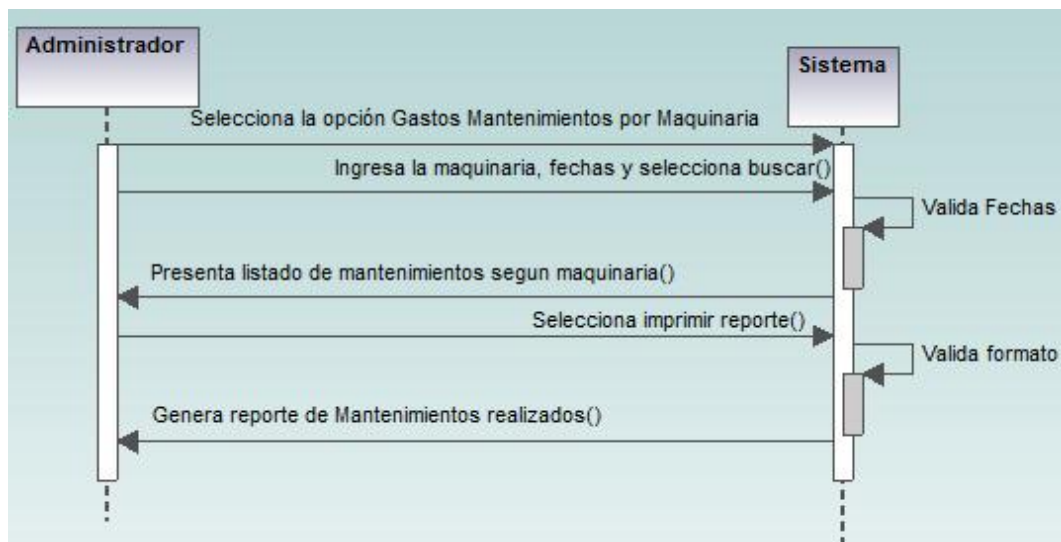 Administrador
Sistema
Selecciona la opción Gastos Mantenimientos por Maquinaria
Ingresa la maquinaria, fechas y selecciona buscar()
Valida Fechas
Presenta listado de mantenimientos segun maquinaria()
Selecciona imprimir reporte()
Valida formato
Genera reporte de Mantenimientos realizados()